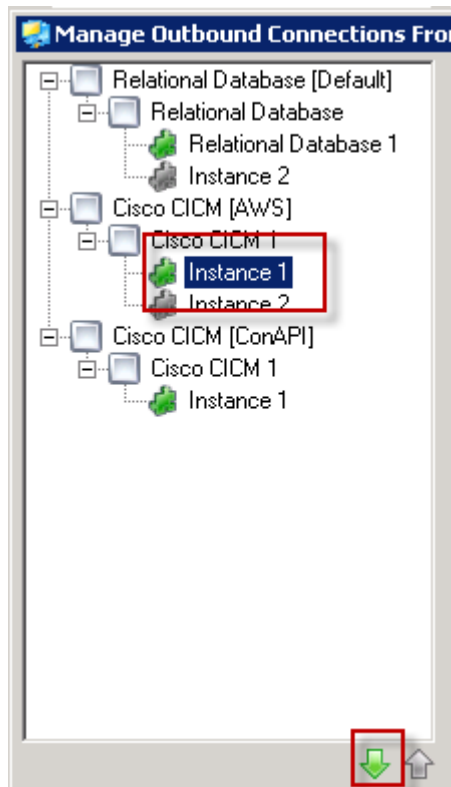 Manage Outbound Connections Fro
Relational Database [Default]
Relational Database
Relational Database 1
Instance 2
Cisco CICM [AWS]
Cisco CICM 1
Instance 1
Instance 2
Cisco CICM [ConAPI]
Cisco CICM 1
Instance 1